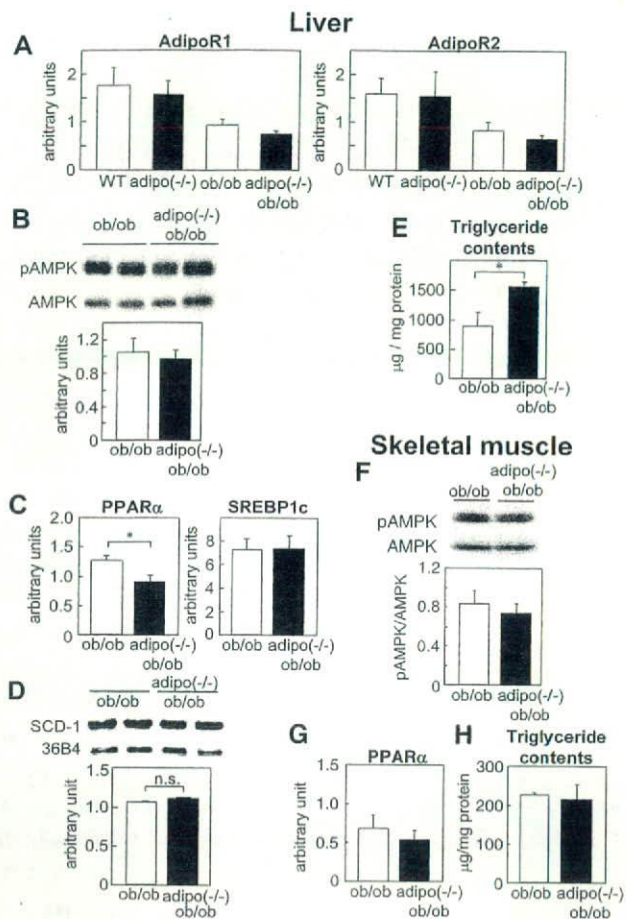 Liver
A
AdipoR1
AdipoR2
arbitrary units
2
1
0
WT adipo(-/-) ob/ob adipo(-/-)
ob/ob
arbitrary units
2
1
0
WT adipo(-/-) ob/ob adipo(-/-)
ob/ob
B
ob/ob
adipo(-/-)
ob/ob
pAMPK
AMPK
arbitrary units
1.2
0.8
0.4
0
ob/ob
adipo(-/-)
ob/ob
E
Triglyceride
contents
*
µg / mg protein
1500
1000
500
0
ob/ob
adipo(-/-)
ob/ob
Skeletal muscle
C
PPARα
*
arbitrary units
1.5
1.0
0.5
0
ob/ob
adipo(-/-)
ob/ob
SREBP1c
arbitrary units
8
6
4
2
0
ob/ob
adipo(-/-)
ob/ob
F
ob/ob
adipo(-/-)
ob/ob
pAMPK
AMPK
pAMPK/AMPK
1.2
0.8
0.4
0
ob/ob
adipo(-/-)
ob/ob
D
ob/ob
adipo(-/-)
ob/ob
SCD-1
36B4
n.s.
arbitrary unit
1.5
1.0
0.5
0
ob/ob
adipo(-/-)
ob/ob
G
PPARα
arbitrary unit
1.5
1.0
0.5
0
ob/ob
adipo(-/-)
ob/ob
H
Triglyceride
contents
µg/mg protein
300
200
100
0
ob/ob
adipo(-/-)
ob/ob